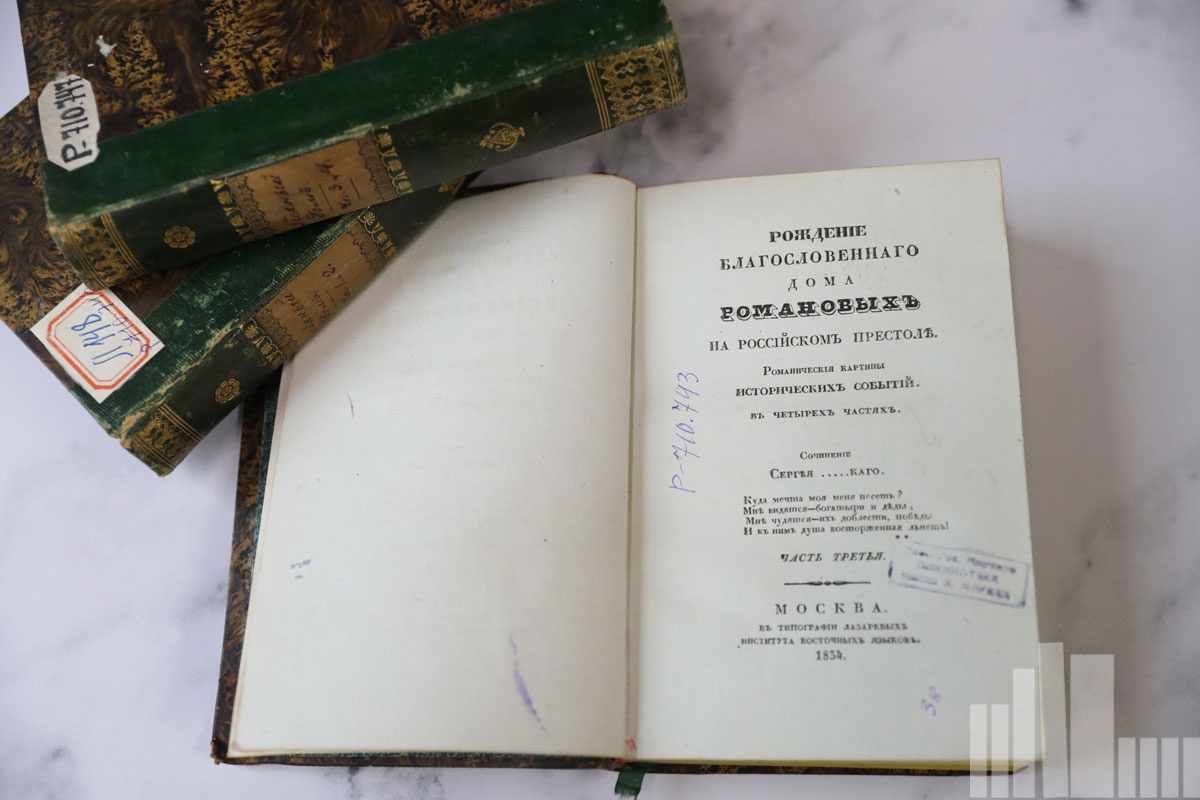 Р-710.747
РОЖДЕНІЕ
БЛАГОСЛОВЕННАГО
ДОМА
РОМАНОВЫХЪ
НА РОССІЙСКОМЪ ПРЕСТОЛѢ.
РОМАНИЧЕСКІЯ КАРТИНЫ
ИСТОРИЧЕСКИХЪ СОБЫТІЙ.
ВЪ ЧЕТЫРЕХЪ ЧАСТЯХЪ.
Р-710.743
СОЧИНЕНІЕ
СЕРГѢЯ .....КАГО.
Куда мечта моя меня несетъ?
Мнѣ видятся—богатыри и дѣды,
Мнѣ чудятся—ихъ доблести, побѣды
И къ нимъ душа восторженная льнетъ!
ЧАСТЬ ТРЕТЬЯ.
БИБЛИОТЕКА
МОСКВА.
ВЪ ТИПОГРАФІИ ЛАЗАРЕВЫХЪ
ИНСТИТУТА ВОСТОЧНЫХЪ ЯЗЫКОВЪ.
1834.
38